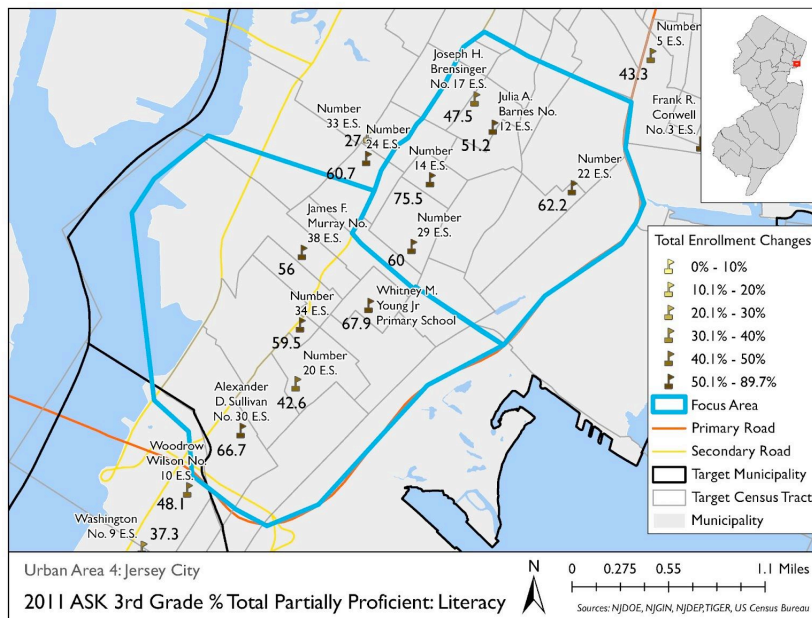 Number
5 E.S.
43.3
Joseph H.
Brensinger
No. 17 E.S.
47.5
Julia A.
Barnes No.
12 E.S.
51.2
Frank R.
Conwell
No. 3 E.S.
Number
33 E.S.
27
Number
24 E.S.
60.7
Number
14 E.S.
75.5
Number
22 E.S.
62.2
James F.
Murray No.
38 E.S.
56
Number
29 E.S.
60
Whitney M.
Young Jr
Primary School
67.9
Number
34 E.S.
59.5
Number
20 E.S.
42.6
Alexander
D. Sullivan
No. 30 E.S.
66.7
Woodrow
Wilson No.
10 E.S.
48.1
Washington
No. 9 E.S.
37.3
Total Enrollment Changes
0% - 10%
10.1% - 20%
20.1% - 30%
30.1% - 40%
40.1% - 50%
50.1% - 89.7%
Focus Area
Primary Road
Secondary Road
Target Municipality
Target Census Tract
Municipality
Urban Area 4: Jersey City
2011 ASK 3rd Grade % Total Partially Proficient: Literacy
N
0 0.275 0.55 1.1 Miles
Sources: NJDOE, NJGIN, NJDEP, TIGER, US Census Bureau